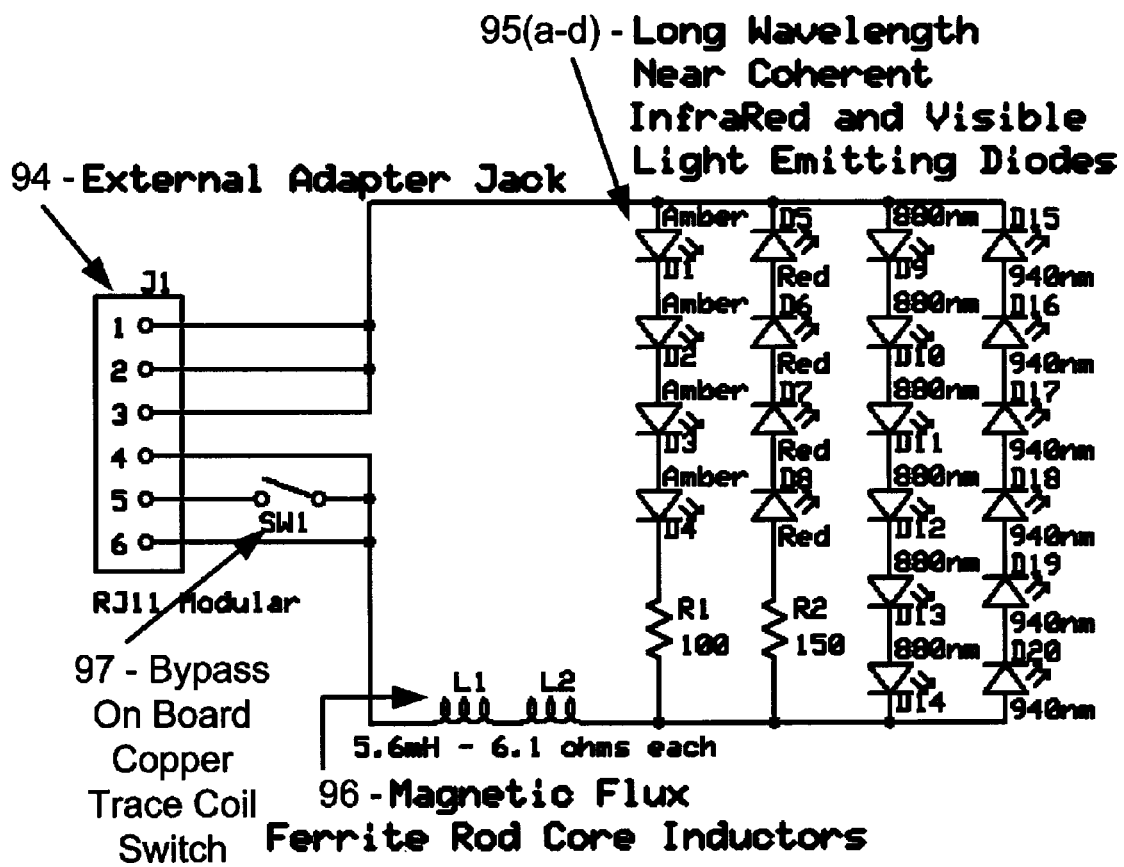 95(a-d) - Long Wavelength
Near Coherent
InfraRed and Visible
Light Emitting Diodes
94 - External Adapter Jack
J1
1
2
3
4
5
6
SW1
RJ11 Modular
97 - Bypass
On Board
Copper
Trace Coil
Switch
L1 L2
5.6mH - 6.1 ohms each
96 - Magnetic Flux
Ferrite Rod Core Inductors
Amber
D1
Amber
D2
Amber
D3
Amber
D4
R1
100
D5
Red
D6
Red
D7
Red
D8
Red
R2
150
880nm
D9
880nm
D10
880nm
D11
880nm
D12
880nm
D13
880nm
D14
D15
940nm
D16
940nm
D17
940nm
D18
940nm
D19
940nm
D20
940nm